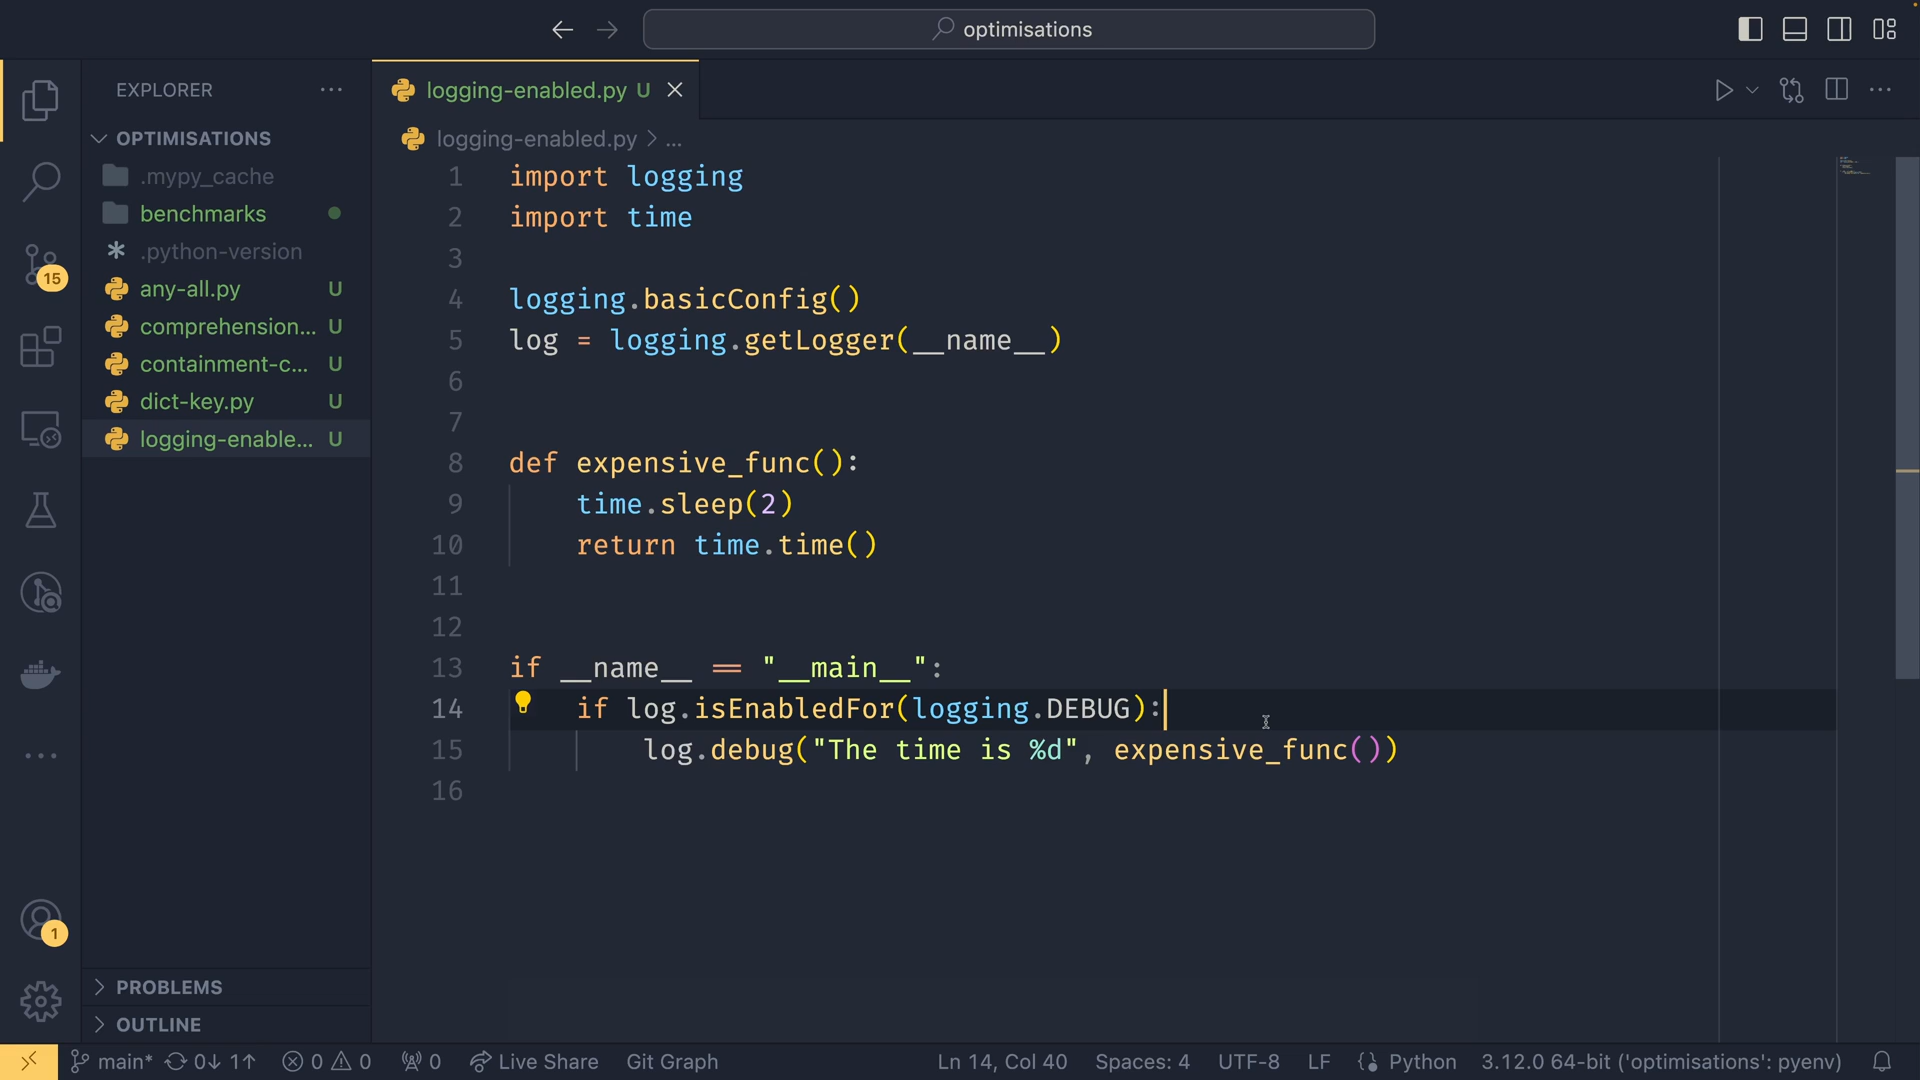 optimisations
EXPLORER
OPTIMISATIONS
.mypy_cache
benchmarks
.python-version
any-all.py U
comprehension... U
containment-c... U
dict-key.py U
logging-enable... U
PROBLEMS
OUTLINE
15
1
logging-enabled.py U
logging-enabled.py > ...
1 import logging
2 import time
3
4 logging.basicConfig()
5 log = logging.getLogger(__name__)
6
7
8 def expensive_func():
9 time.sleep(2)
10 return time.time()
11
12
13 if __name__ == "__main__":
14 if log.isEnabledFor(logging.DEBUG):
15 log.debug("The time is %d", expensive_func())
16
main* 0↓ 1↑ 0 0 0 Live Share Git Graph Ln 14, Col 40 Spaces: 4 UTF-8 LF Python 3.12.0 64-bit ('optimisations': pyenv)